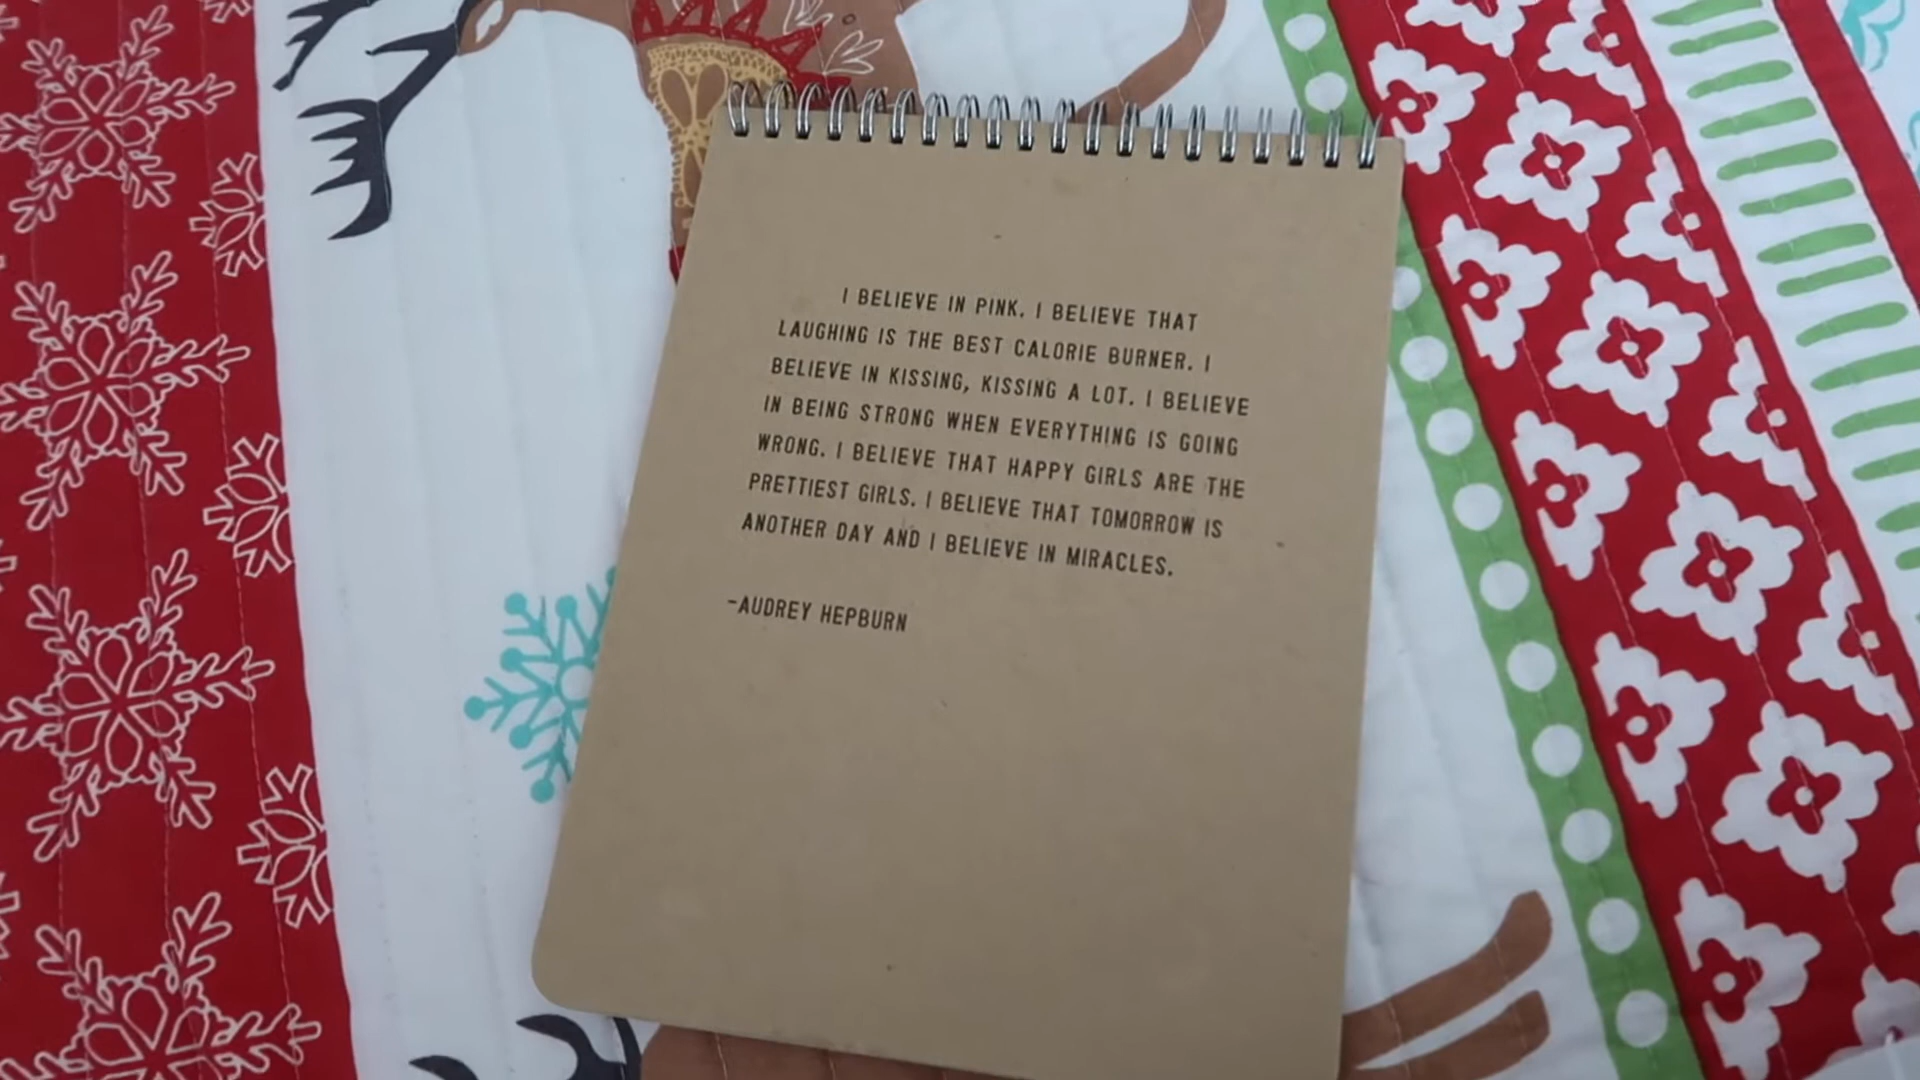 I BELIEVE IN PINK. I BELIEVE THAT
LAUGHING IS THE BEST CALORIE BURNER. I
BELIEVE IN KISSING, KISSING A LOT. I BELIEVE
IN BEING STRONG WHEN EVERYTHING IS GOING
WRONG. I BELIEVE THAT HAPPY GIRLS ARE THE
PRETTIEST GIRLS. I BELIEVE THAT TOMORROW IS
ANOTHER DAY AND I BELIEVE IN MIRACLES.
-AUDREY HEPBURN